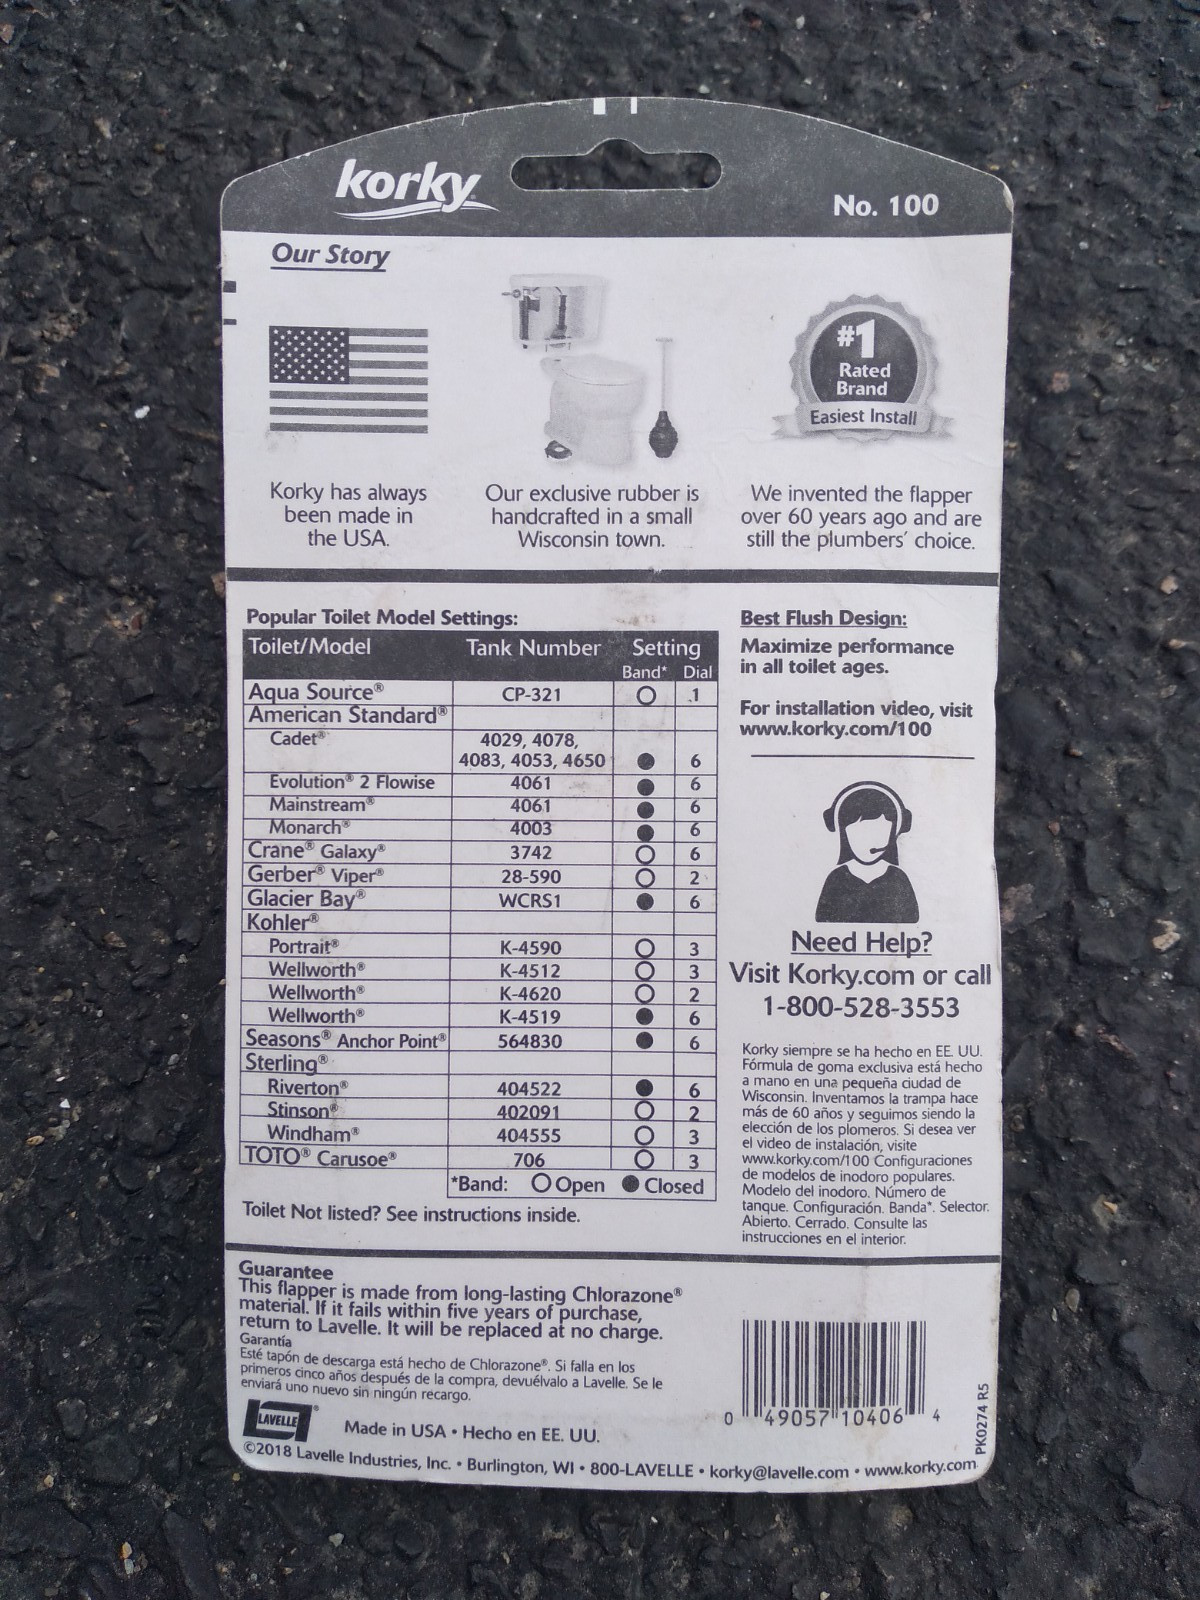 korky®
No. 100
Our Story
#1
Rated
Brand
Easiest Install
Korky has always
been made in
the USA.
Our exclusive rubber is
handcrafted in a small
Wisconsin town.
We invented the flapper
over 60 years ago and are
still the plumbers' choice.
Popular Toilet Model Settings:
Toilet/Model Tank Number Setting
Band* Dial
Aqua Source® CP-321 ○ 1
American Standard®
Cadet® 4029, 4078,
4083, 4053, 4650 ● 6
Evolution® 2 Flowise 4061 ● 6
Mainstream® 4061 ● 6
Monarch® 4003 ● 6
Crane® Galaxy® 3742 ○ 6
Gerber® Viper® 28-590 ○ 2
Glacier Bay® WCRS1 ● 6
Kohler®
Portrait® K-4590 ○ 3
Wellworth® K-4512 ○ 3
Wellworth® K-4620 ○ 2
Wellworth® K-4519 ● 6
Seasons® Anchor Point® 564830 ● 6
Sterling®
Riverton® 404522 ● 6
Stinson® 402091 ○ 2
Windham® 404555 ○ 3
TOTO® Carusoe® 706 ○ 3
*Band: ○ Open ● Closed
Toilet Not listed? See instructions inside.
Best Flush Design:
Maximize performance
in all toilet ages.
For installation video, visit
www.korky.com/100
Need Help?
Visit Korky.com or call
1-800-528-3553
Korky siempre se ha hecho en EE. UU.
Fórmula de goma exclusiva está hecho
a mano en una pequeña ciudad de
Wisconsin. Inventamos la trampa hace
más de 60 años y seguimos siendo la
elección de los plomeros. Si desea ver
el video de instalación, visite
www.korky.com/100 Configuraciones
de modelos de inodoro populares.
Modelo del inodoro. Número de
tanque. Configuración. Banda*. Selector.
Abierto. Cerrado. Consulte las
instrucciones en el interior.
Guarantee
This flapper is made from long-lasting Chlorazone®
material. If it fails within five years of purchase,
return to Lavelle. It will be replaced at no charge.
Garantía
Esté tapón de descarga está hecho de Chlorazone®. Si falla en los
primeros cinco años después de la compra, devuélvalo a Lavelle. Se le
enviará uno nuevo sin ningún recargo.
LAVELLE®
Made in USA • Hecho en EE. UU.
©2018 Lavelle Industries, Inc. • Burlington, WI • 800-LAVELLE • korky@lavelle.com • www.korky.com
0 49057 10406 4
PK0274 R5